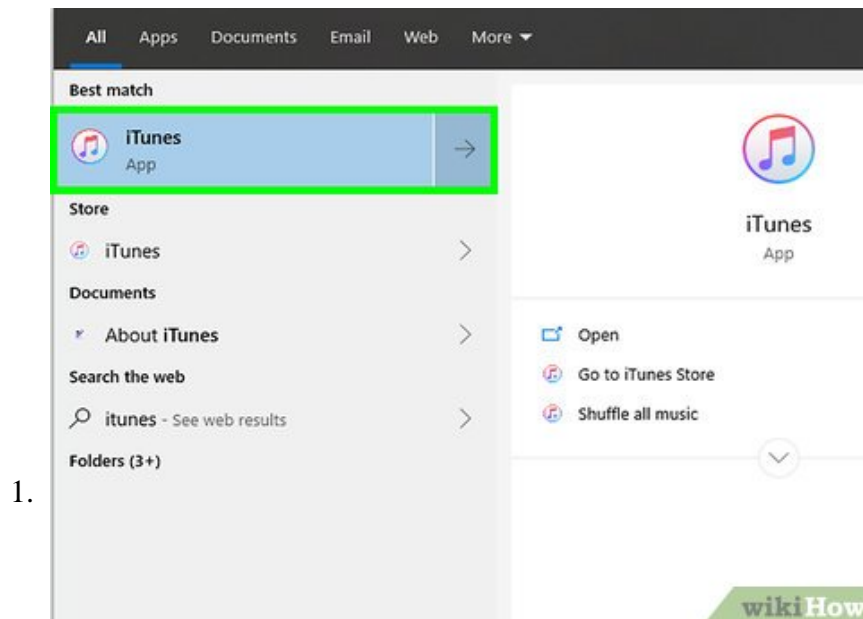 All Apps Documents Email Web More
Best match
iTunes
App
Store
iTunes
Documents
About iTunes
Search the web
itunes - See web results
Folders (3+)
1.
iTunes
App
Open
Go to iTunes Store
Shuffle all music
wikiHow